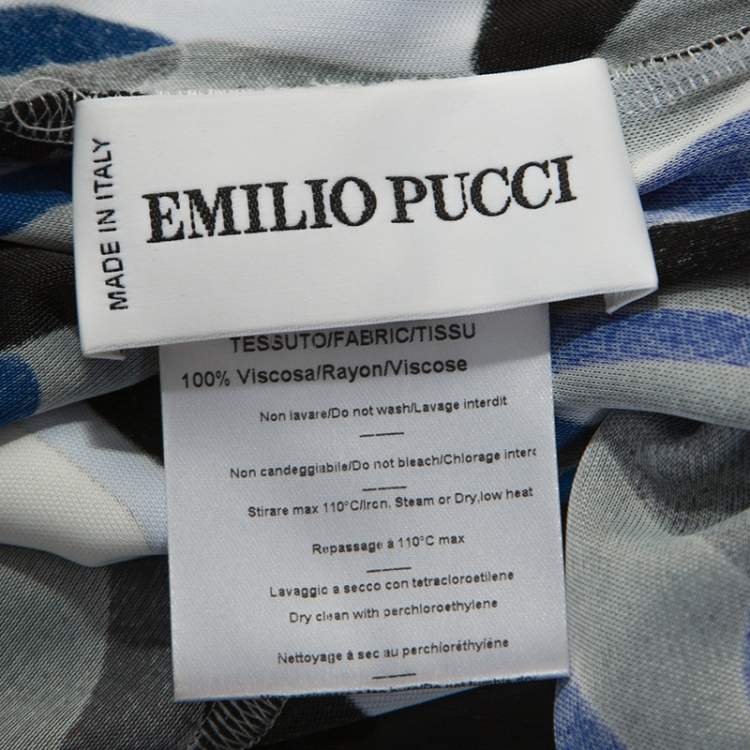 MADE IN ITALY
EMILIO PUCCI
TESSUTO/FABRIC/TISSU
100% Viscosa/Rayon/Viscose
Non lavare/Do not wash/Lavage interdit
Non candeggiabile/Do not bleach/Chlorage interd
Stirare max 110°C/Iron, Steam or Dry,low heat
Repassage à 110°C max
Lavaggio a secco con tetracloroetilene
Dry clean with perchloroethylene
Nettoyage à sec au perchloréthyléne